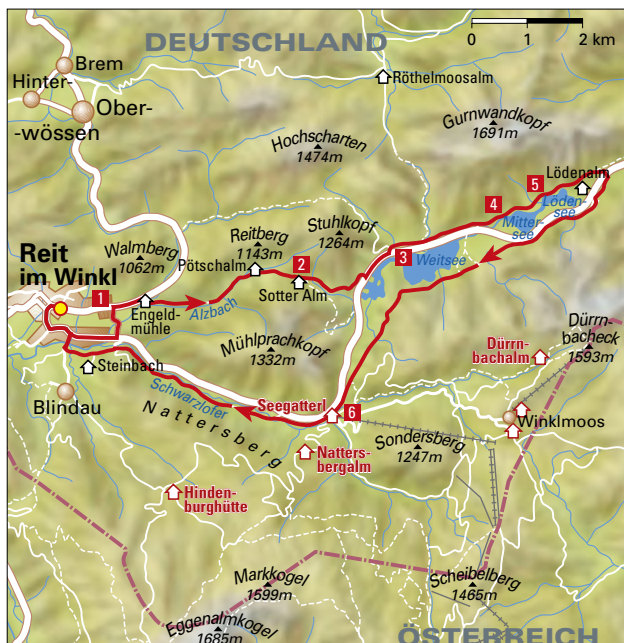 DEUTSCHLAND
0 1 2 km
Brem
Hinter-
Ober-
-wössen
Röthelmoosalm
Gurnwandkopf
1691m
Hochscharten
1474m
Lödenalm
5
4
Löden-
see
Mitter-
see
Stuhlkopf
1264m
Reitberg
1143m
Walmberg
1062m
Reit
im Winkl
Pötschalm
2
3
Weitsee
Sotter Alm
1
Engeld-
mühle
Alzbach
Dürrn-
bacheck
1593m
Mühlprachkopf
1332m
Dürrn-
bachalm
Steinbach
Schwarzlofer
Seegatterl
6
Blindau
Nattersberg
Winklmoos
Sondersberg
1247m
Natters-
bergalm
Hinden-
burghütte
Markkogel
1599m
Scheibelberg
1465m
Eggenalmkogel
1685m
ÖSTERREICH